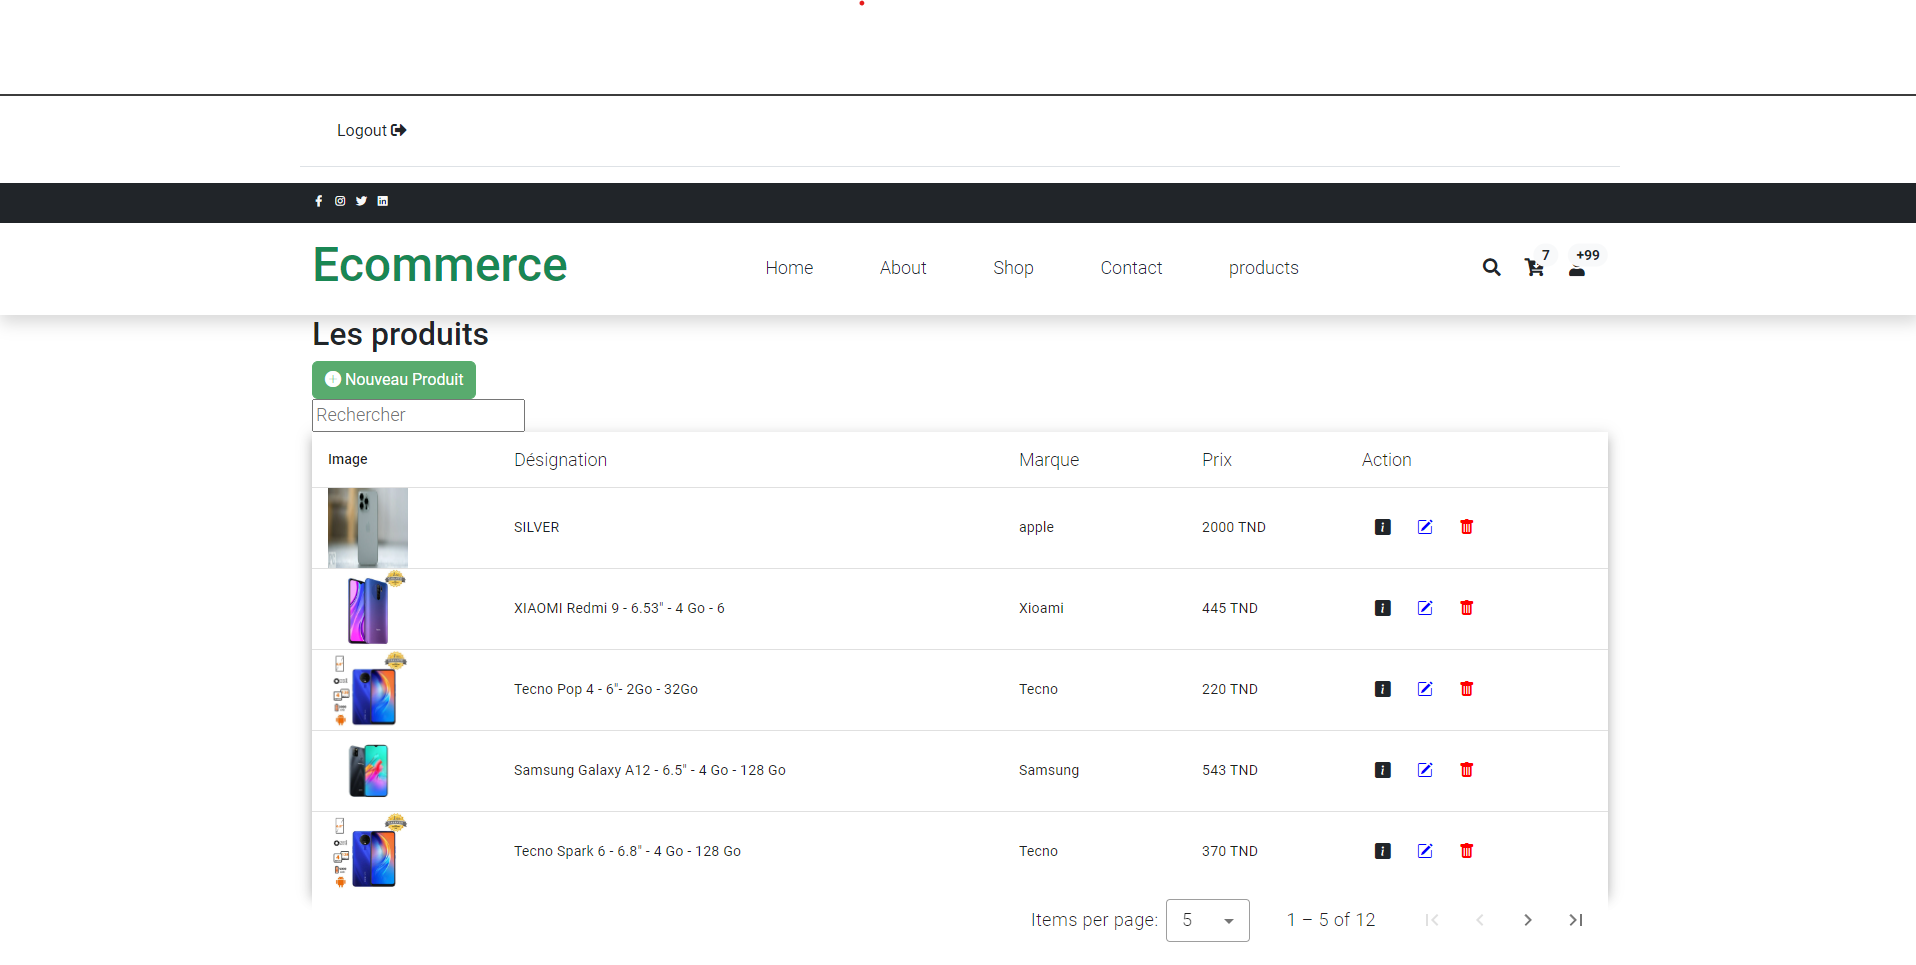 Logout
Ecommerce
Home About Shop Contact products
7 +99
Les produits
Nouveau Produit
Rechercher
Image Désignation Marque Prix Action
SILVER apple 2000 TND
XIAOMI Redmi 9 - 6.53" - 4 Go - 6 Xioami 445 TND
Tecno Pop 4 - 6"- 2Go - 32Go Tecno 220 TND
Samsung Galaxy A12 - 6.5" - 4 Go - 128 Go Samsung 543 TND
Tecno Spark 6 - 6.8" - 4 Go - 128 Go Tecno 370 TND
Items per page: 5 1 – 5 of 12